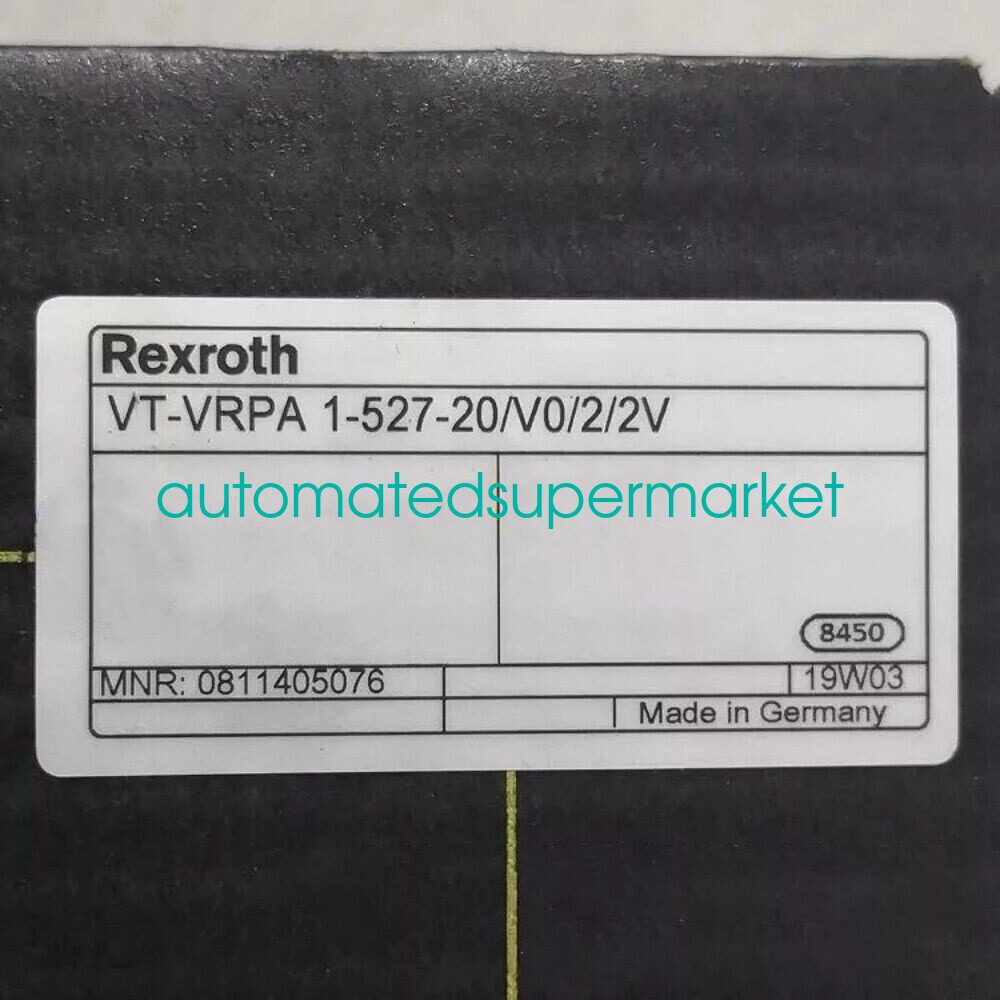 Rexroth
VT-VRPA 1-527-20/V0/2/2V
automatedsupermarket
8450
MNR: 0811405076
19W03
Made in Germany